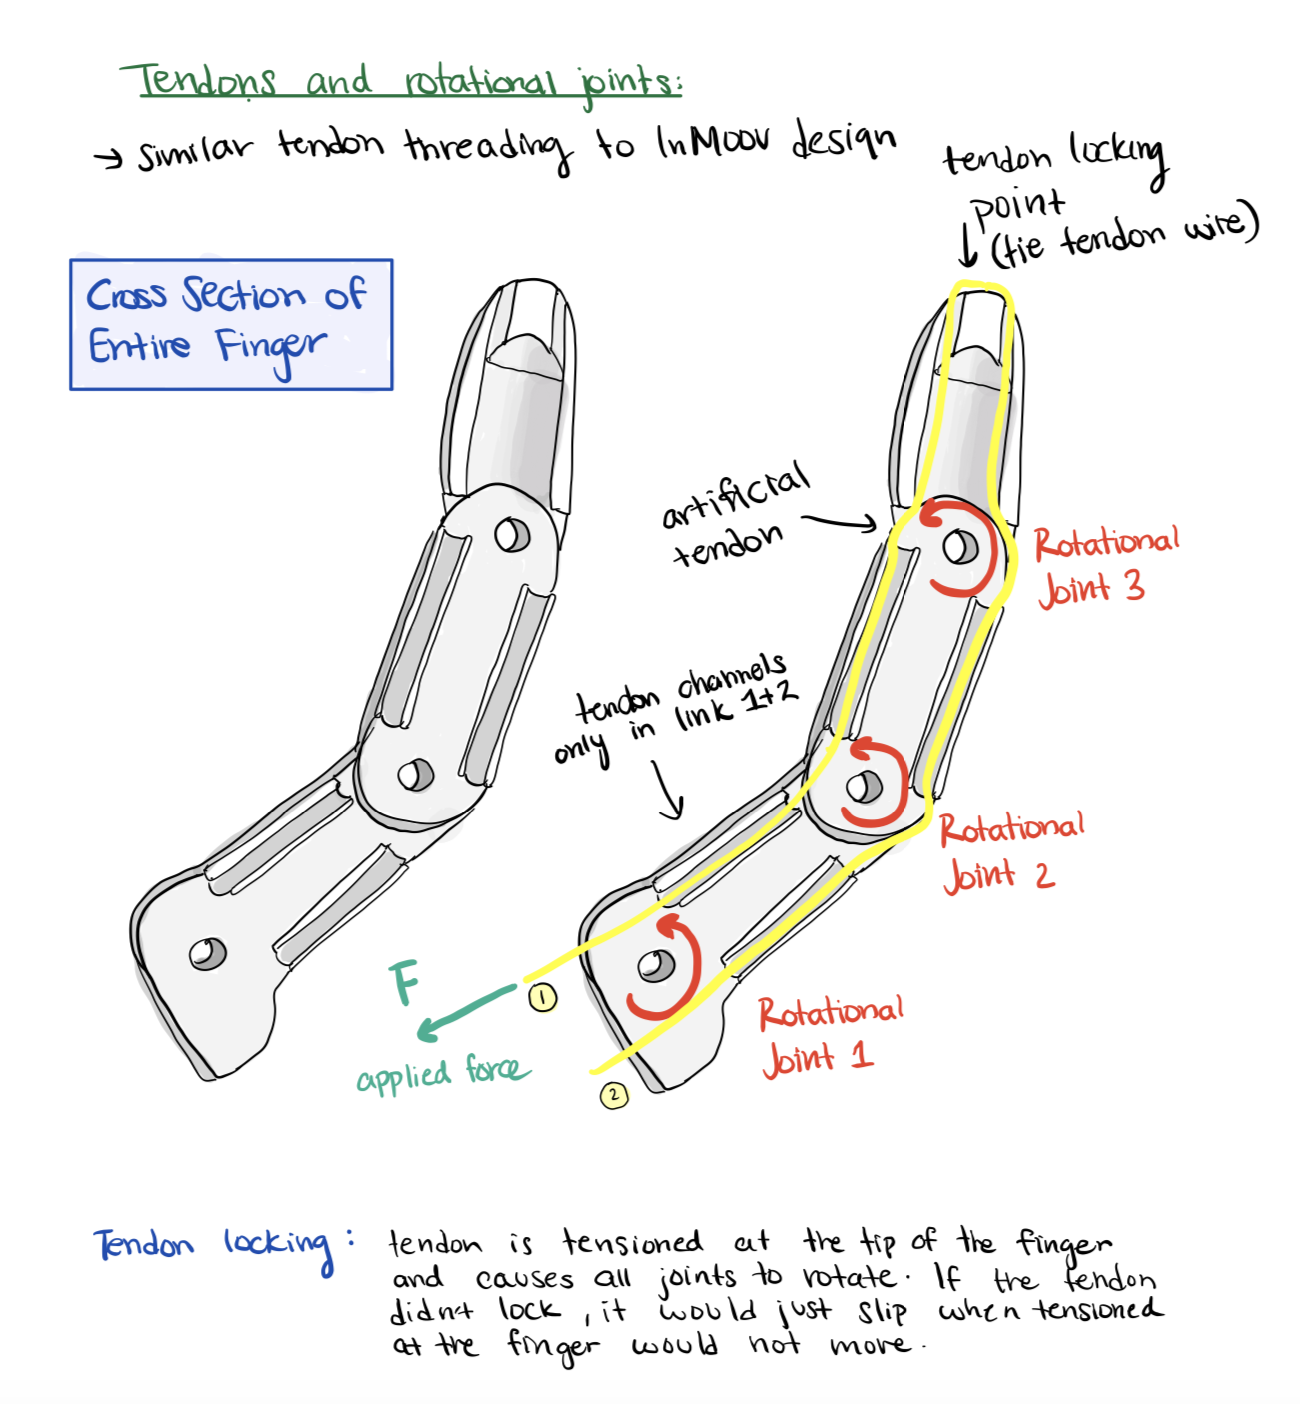 Tendons and rotational joints:
→ similar tendon threading to InMoov design
tendon locking
point
(tie tendon wire)
Cross Section of
Entire Finger
artificial
tendon
Rotational
Joint 3
tendon channels
only in link 1+2
Rotational
Joint 2
F
applied force
1
2
Rotational
Joint 1
Tendon locking: tendon is tensioned at the tip of the finger
and causes all joints to rotate. If the tendon
didn't lock, it would just slip when tensioned
at the finger would not move.